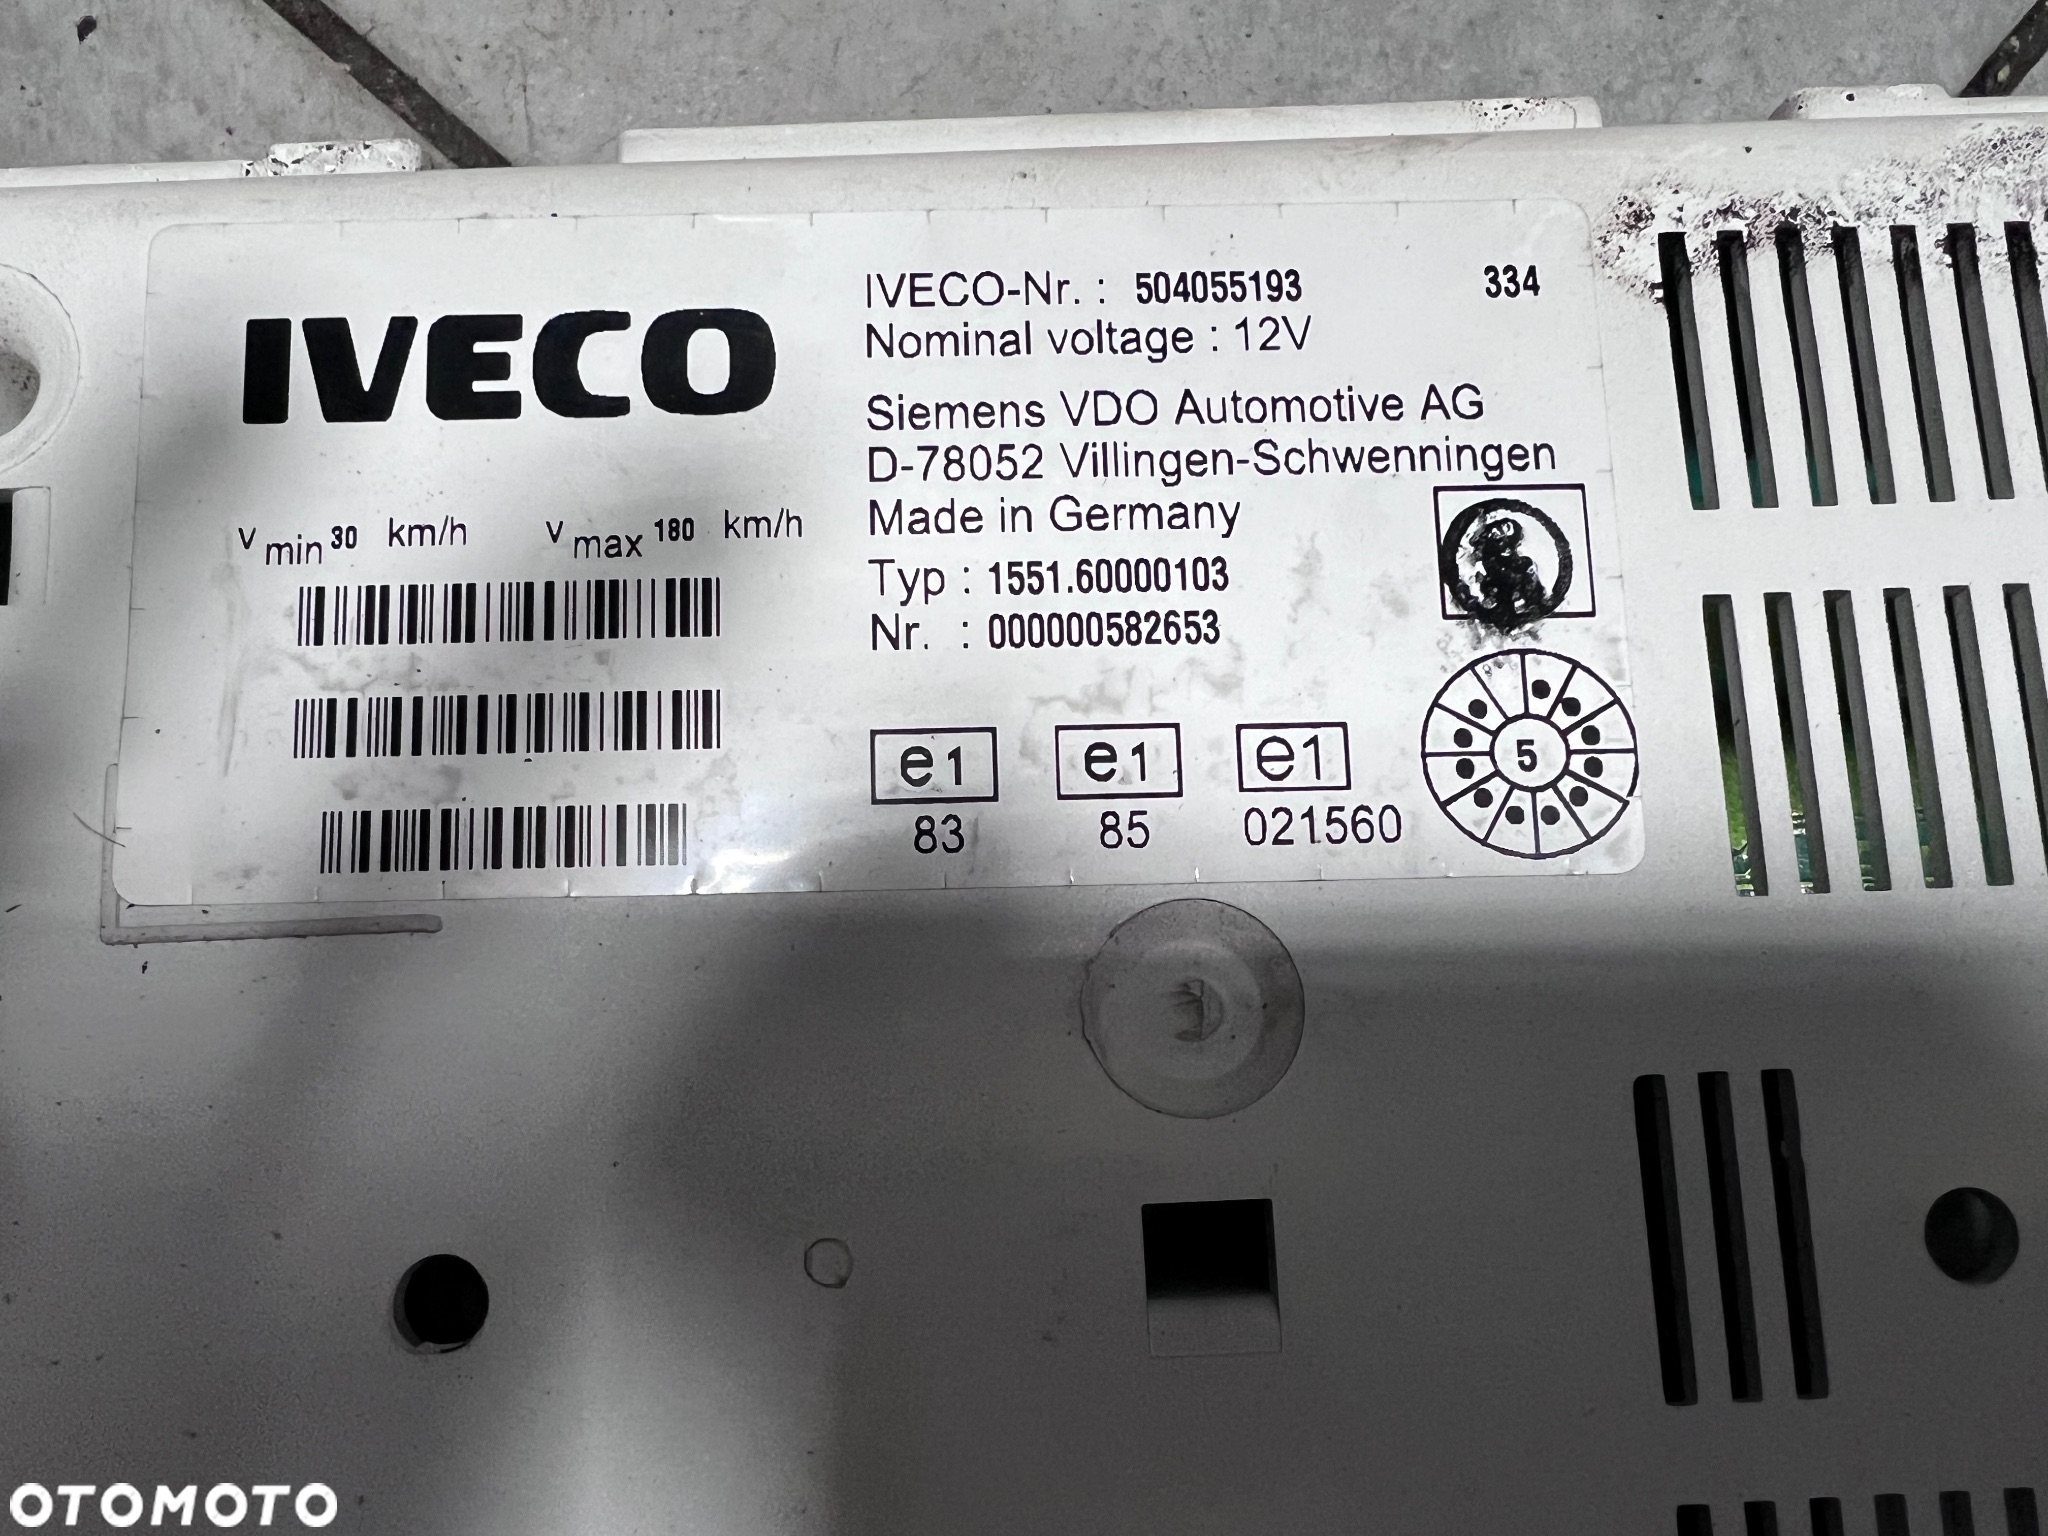 IVECO
IVECO-Nr. : 504055193 334
Nominal voltage : 12V
Siemens VDO Automotive AG
D-78052 Villingen-Schwenningen
Made in Germany
Typ : 1551.60000103
Nr. : 000000582653
v min 30 km/h v max 180 km/h
e1 e1 e1
83 85 021560
5
OTOMOTO